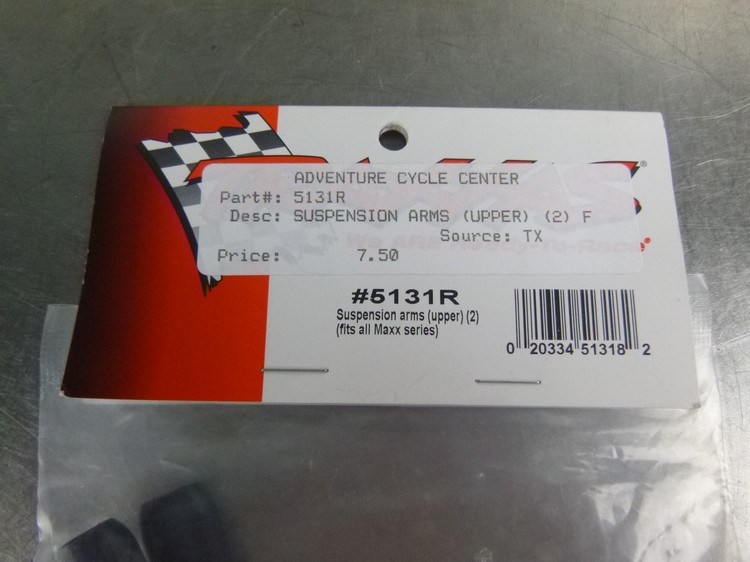 ADVENTURE CYCLE CENTER
Part#: 5131R
Desc: SUSPENSION ARMS (UPPER) (2) F
Source: TX
Price: 7.50
#5131R
Suspension arms (upper) (2)
(fits all Maxx series)
0 20334 51318 2